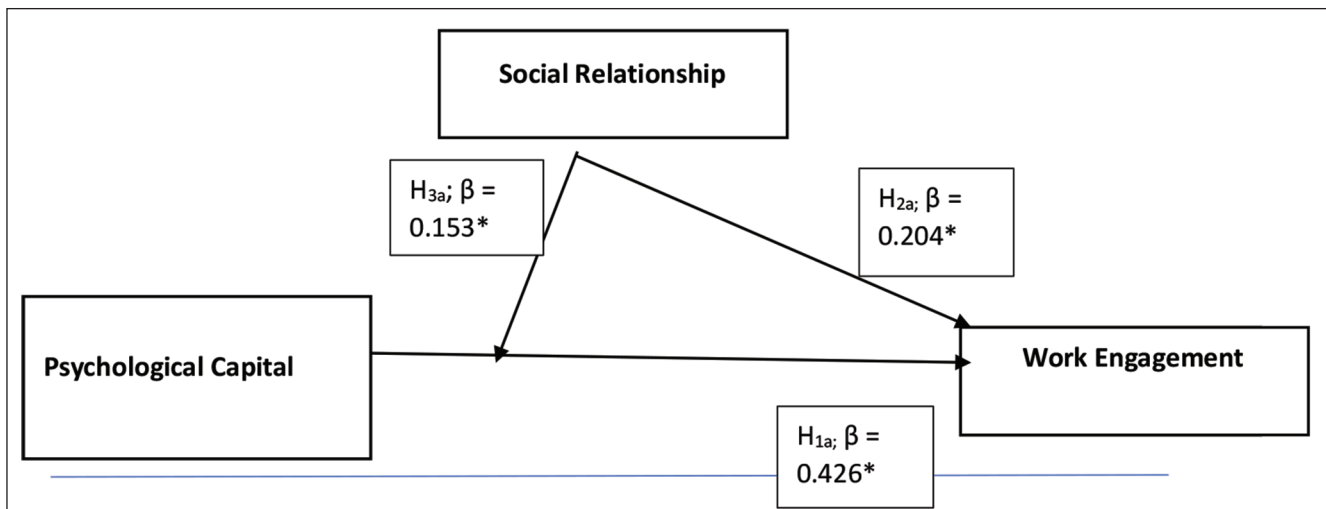 Social Relationship
H3a; β =
0.153*
H2a; β =
0.204*
Psychological Capital
Work Engagement
H1a; β =
0.426*